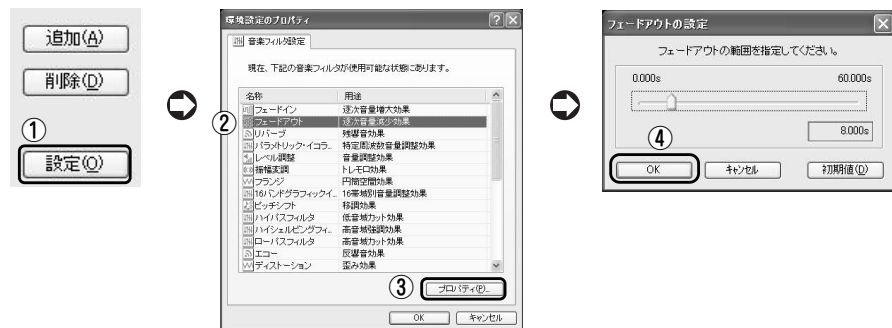 追加(A)
削除(D)
①
設定(O)
環境設定のプロパティ
音楽フィルタ設定
現在、下記の音楽フィルタが使用可能な状態にあります。
名称 用途
フェードイン 逐次音量増大効果
② フェードアウト 逐次音量減少効果
リバーブ 残響音効果
パラメトリック・イコラ... 特定周波数音量調整効果
レベル調整 音量調整効果
振幅変調 トレモロ効果
フランジ 円筒空間効果
16バンドグラフィックイ... 16帯域別音量調整効果
ピッチシフト 移調効果
ハイパスフィルタ 低音域カット効果
ハイシェルビングフィ... 高音域強調効果
ローパスフィルタ 高音域カット効果
エコー 反響音効果
ディストーション 歪み効果
③ プロパティ(P)...
OK キャンセル
フェードアウトの設定
フェードアウトの範囲を指定してください。
0.000s 60.000s
8.000s
④
OK キャンセル 初期値(D)